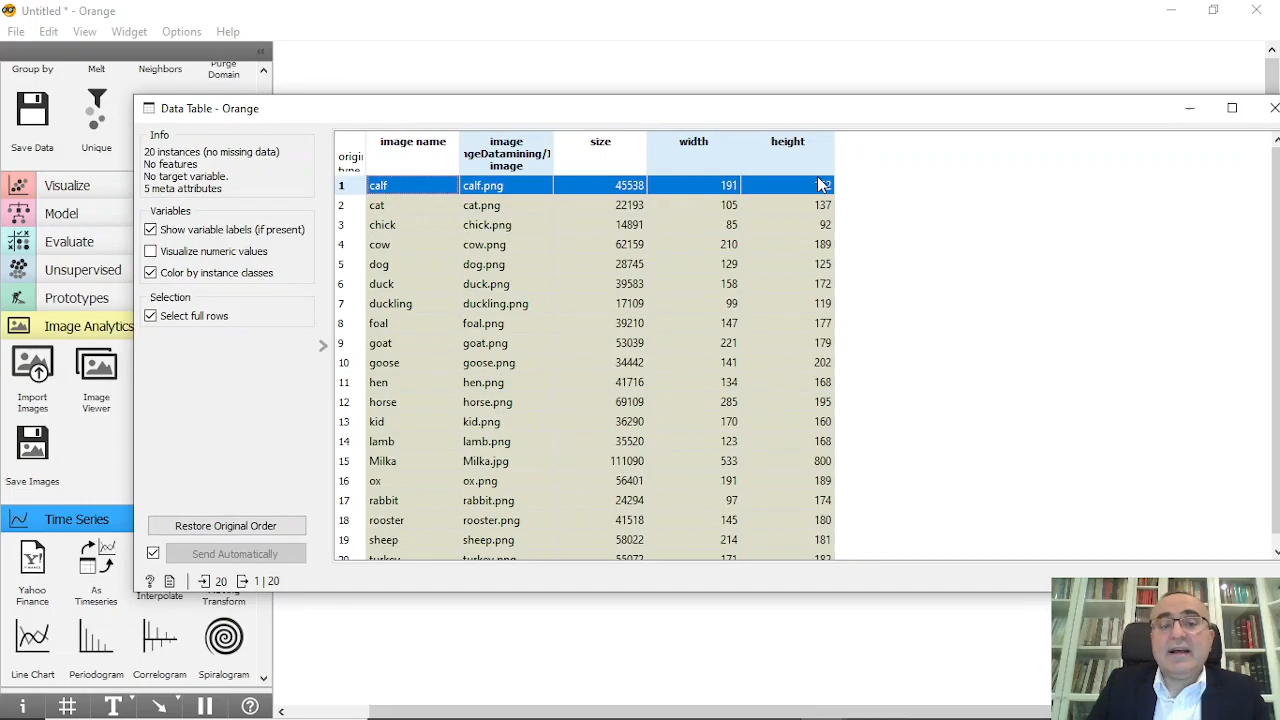 Untitled * - Orange
File Edit View Widget Options Help
Group by Melt Neighbors Purge Domain
Save Data Unique
Visualize
Model
Evaluate
Unsupervised
Prototypes
Image Analytics
Import Images
Image Viewer
Save Images
Time Series
Yahoo Finance
As Timeseries
Interpolate
Transform
Line Chart Periodogram Correlogram Spiralogram
Data Table - Orange
Info
20 instances (no missing data)
No features
No target variable.
5 meta attributes
Variables
Show variable labels (if present)
Visualize numeric values
Color by instance classes
Selection
Select full rows
Restore Original Order
Send Automatically
20 1 | 20
image name image size width height
image
1 calf calf.png 45538 191
2 cat cat.png 22193 105 137
3 chick chick.png 14891 85 92
4 cow cow.png 62159 210 189
5 dog dog.png 28745 129 125
6 duck duck.png 39583 158 172
7 duckling duckling.png 17109 99 119
8 foal foal.png 39210 147 177
9 goat goat.png 53039 221 179
10 goose goose.png 34442 141 202
11 hen hen.png 41716 134 168
12 horse horse.png 69109 285 195
13 kid kid.png 36290 170 160
14 lamb lamb.png 35520 123 168
15 Milka Milka.jpg 111090 533 800
16 ox ox.png 56401 191 189
17 rabbit rabbit.png 24294 97 174
18 rooster rooster.png 41518 145 180
19 sheep sheep.png 58022 214 181